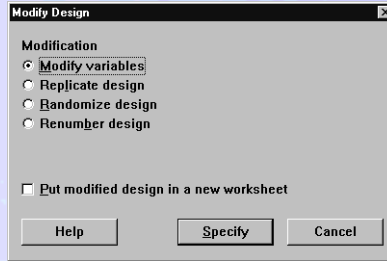 Modify Design
Modification
Modify variables
Replicate design
Randomize design
Renumber design
Put modified design in a new worksheet
Help
Specify
Cancel